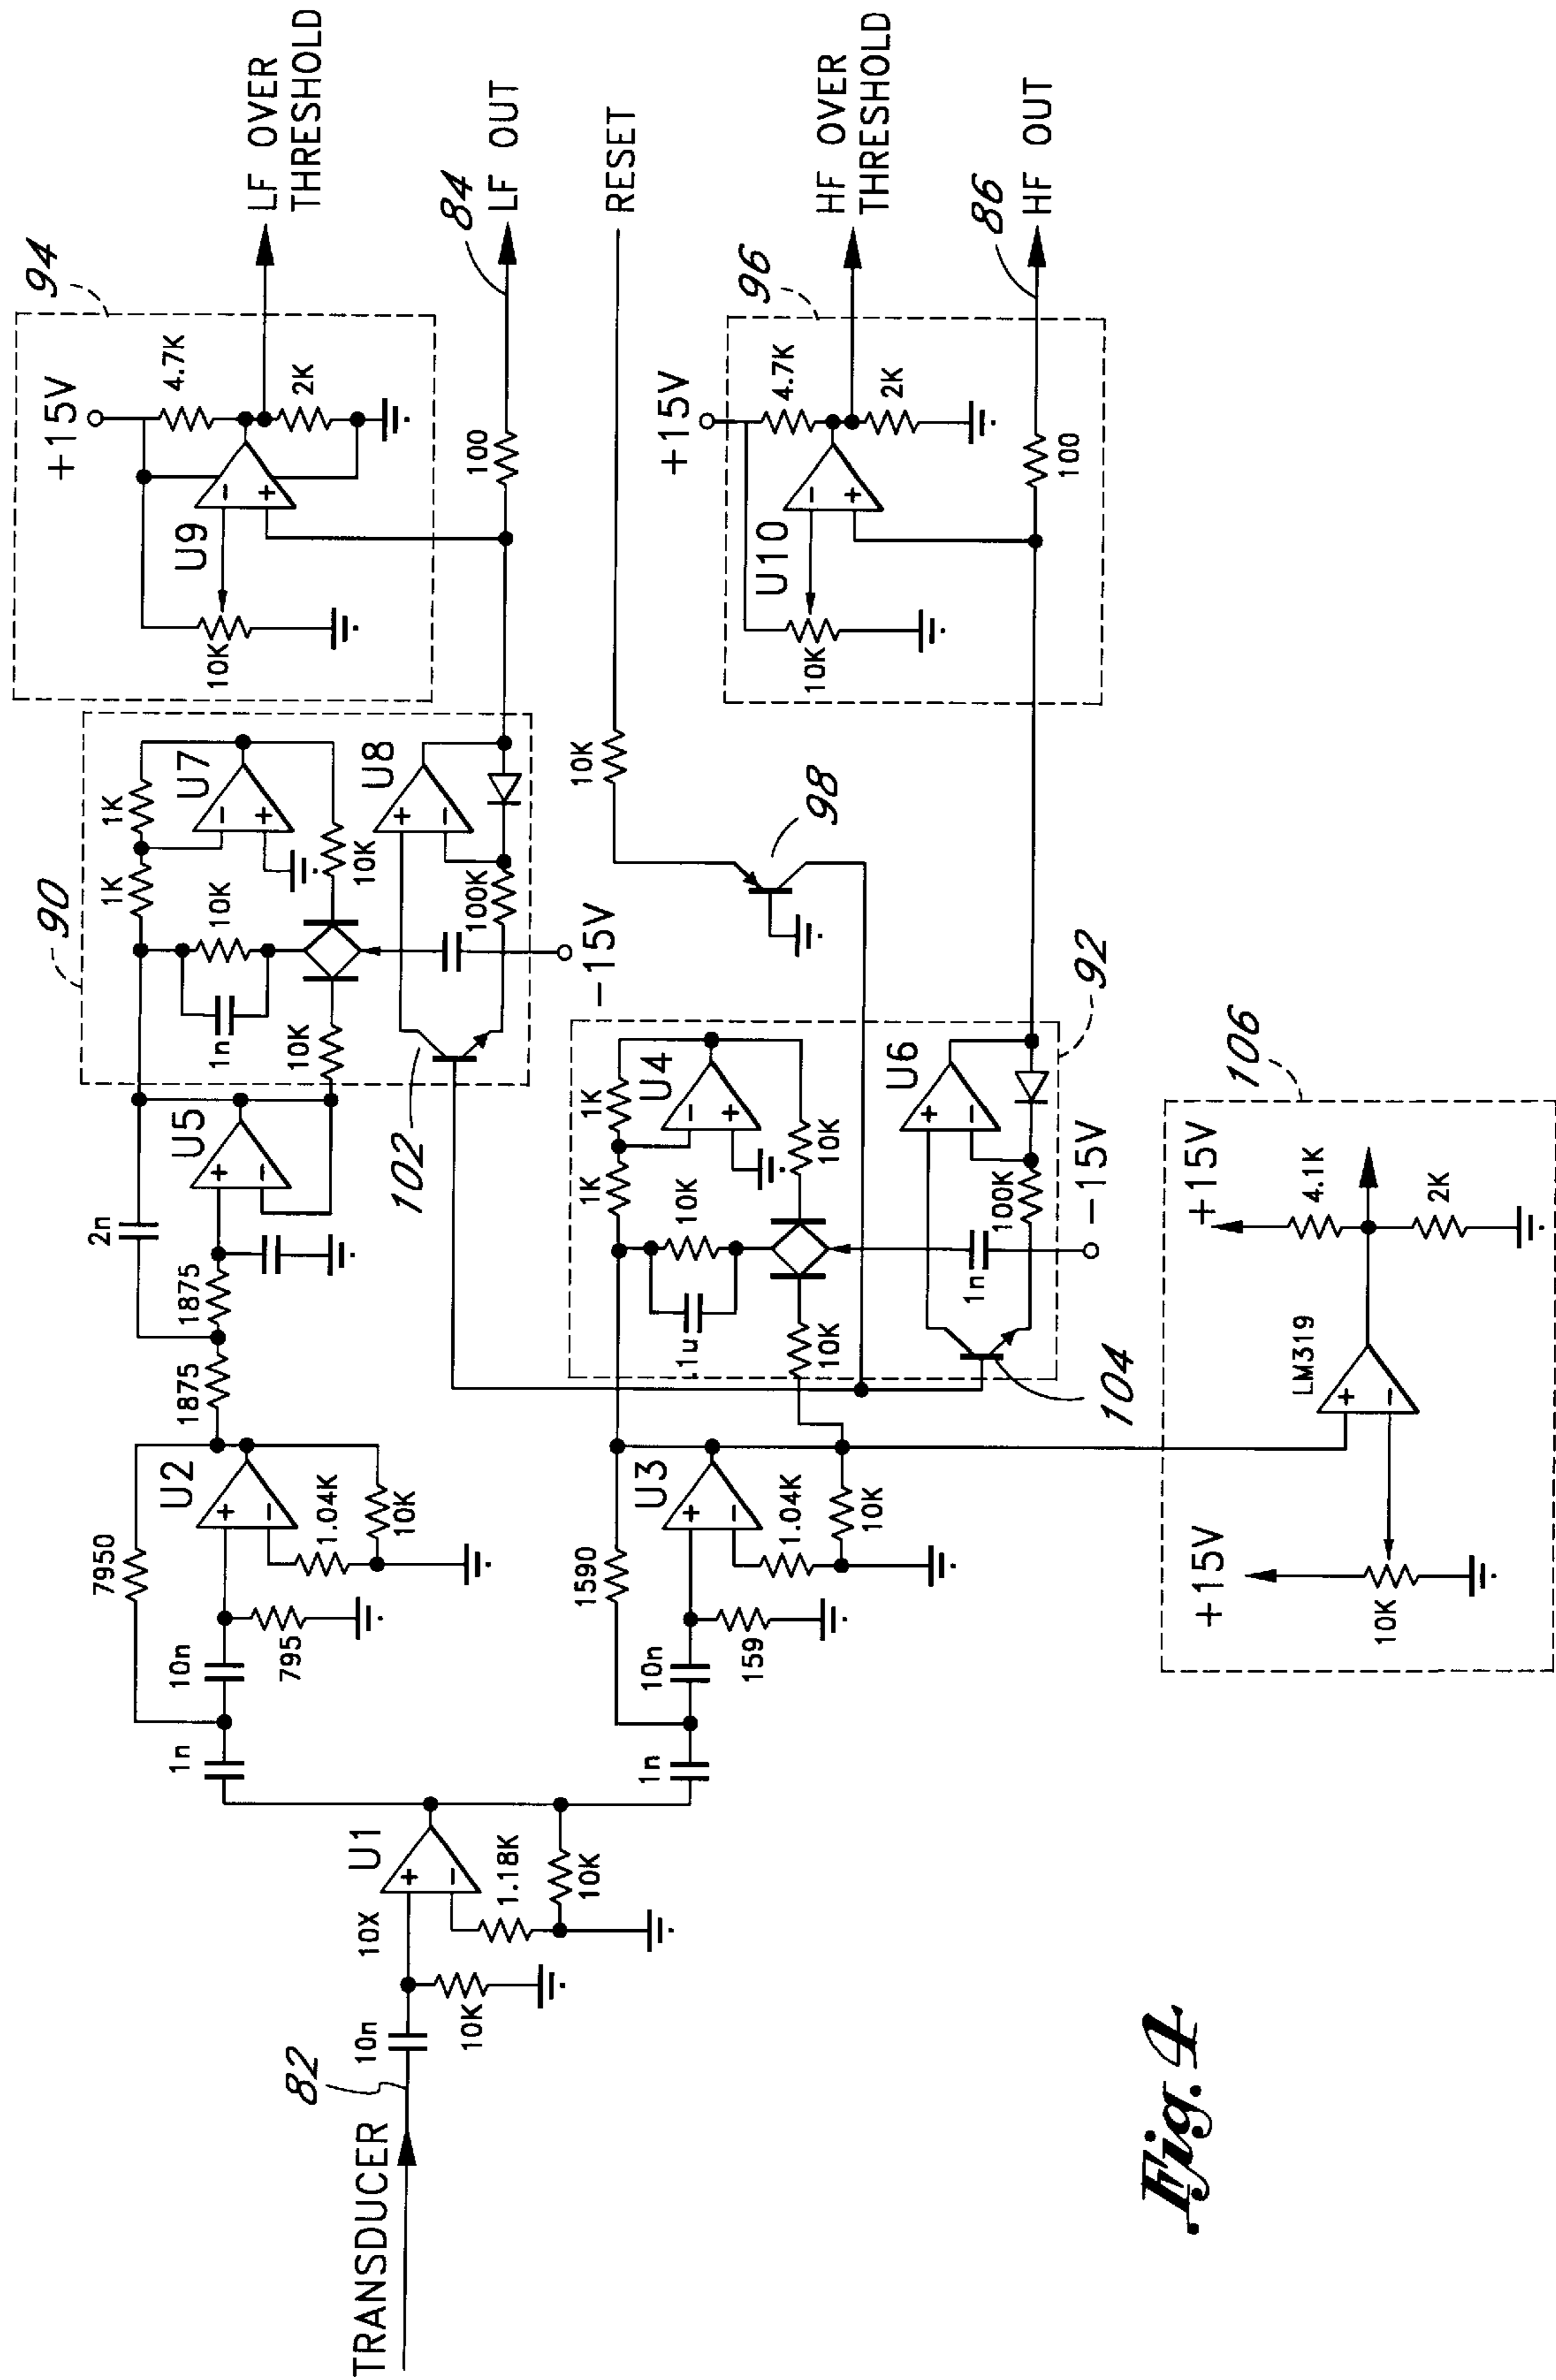 TRANSDUCER
82
10n
10K
10X
U1
+
−
1.18K
10K
1n
10n
7950
795
U2
+
−
1.04K
10K
1875
1875
2n
U5
+
−
90
1n
10K
1K
1K
U7
−
+
10K
10K
U8
+
−
100K
−15V
102
94
+15V
U9
−
+
10K
4.7K
2K
LF OVER
THRESHOLD
100
84
LF OUT
RESET
10K
98
1n
10n
1590
159
U3
+
−
1.04K
10K
92
.1u
10K
1K
1K
U4
−
+
10K
10K
U6
+
−
100K
1n
−15V
104
96
+15V
U10
−
+
10K
4.7K
2K
HF OVER
THRESHOLD
100
86
HF OUT
106
+15V
10K
LM319
+
−
+15V
4.1K
2K
Fig. 4